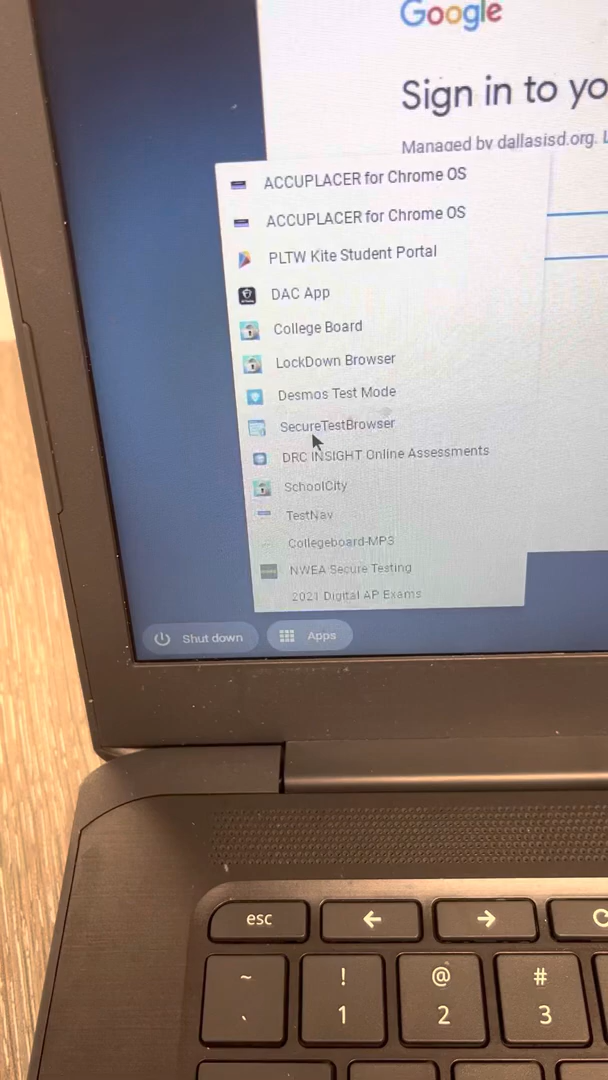 Google
Sign in to yo
Managed by dallasisd.org. L
ACCUPLACER for Chrome OS
ACCUPLACER for Chrome OS
PLTW Kite Student Portal
DAC App
College Board
LockDown Browser
Desmos Test Mode
SecureTestBrowser
DRC INSIGHT Online Assessments
SchoolCity
TestNav
Collegeboard-MP3
NWEA Secure Testing
2021 Digital AP Exams
Shut down
Apps
esc ← → C
~ ! @ #
` 1 2 3